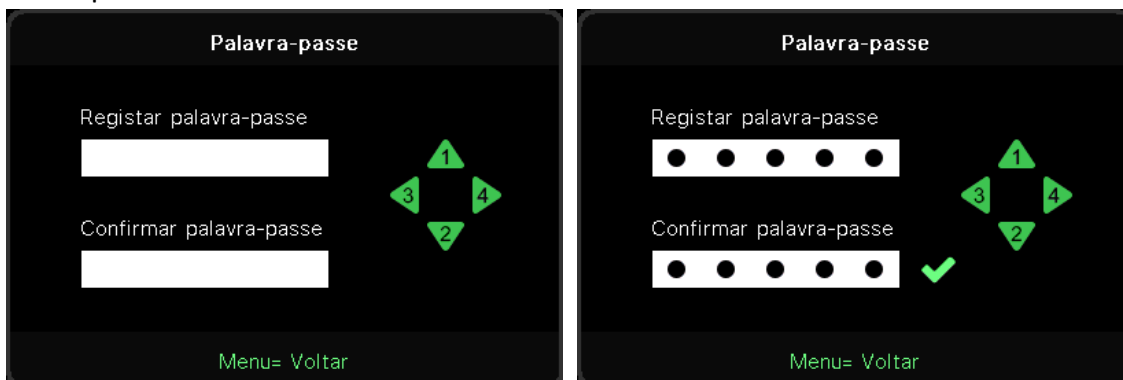 Palavra-passe
Registar palavra-passe
1
3 4
Confirmar palavra-passe
2
Menu= Voltar
Palavra-passe
Registar palavra-passe
1
3 4
Confirmar palavra-passe
2
Menu= Voltar